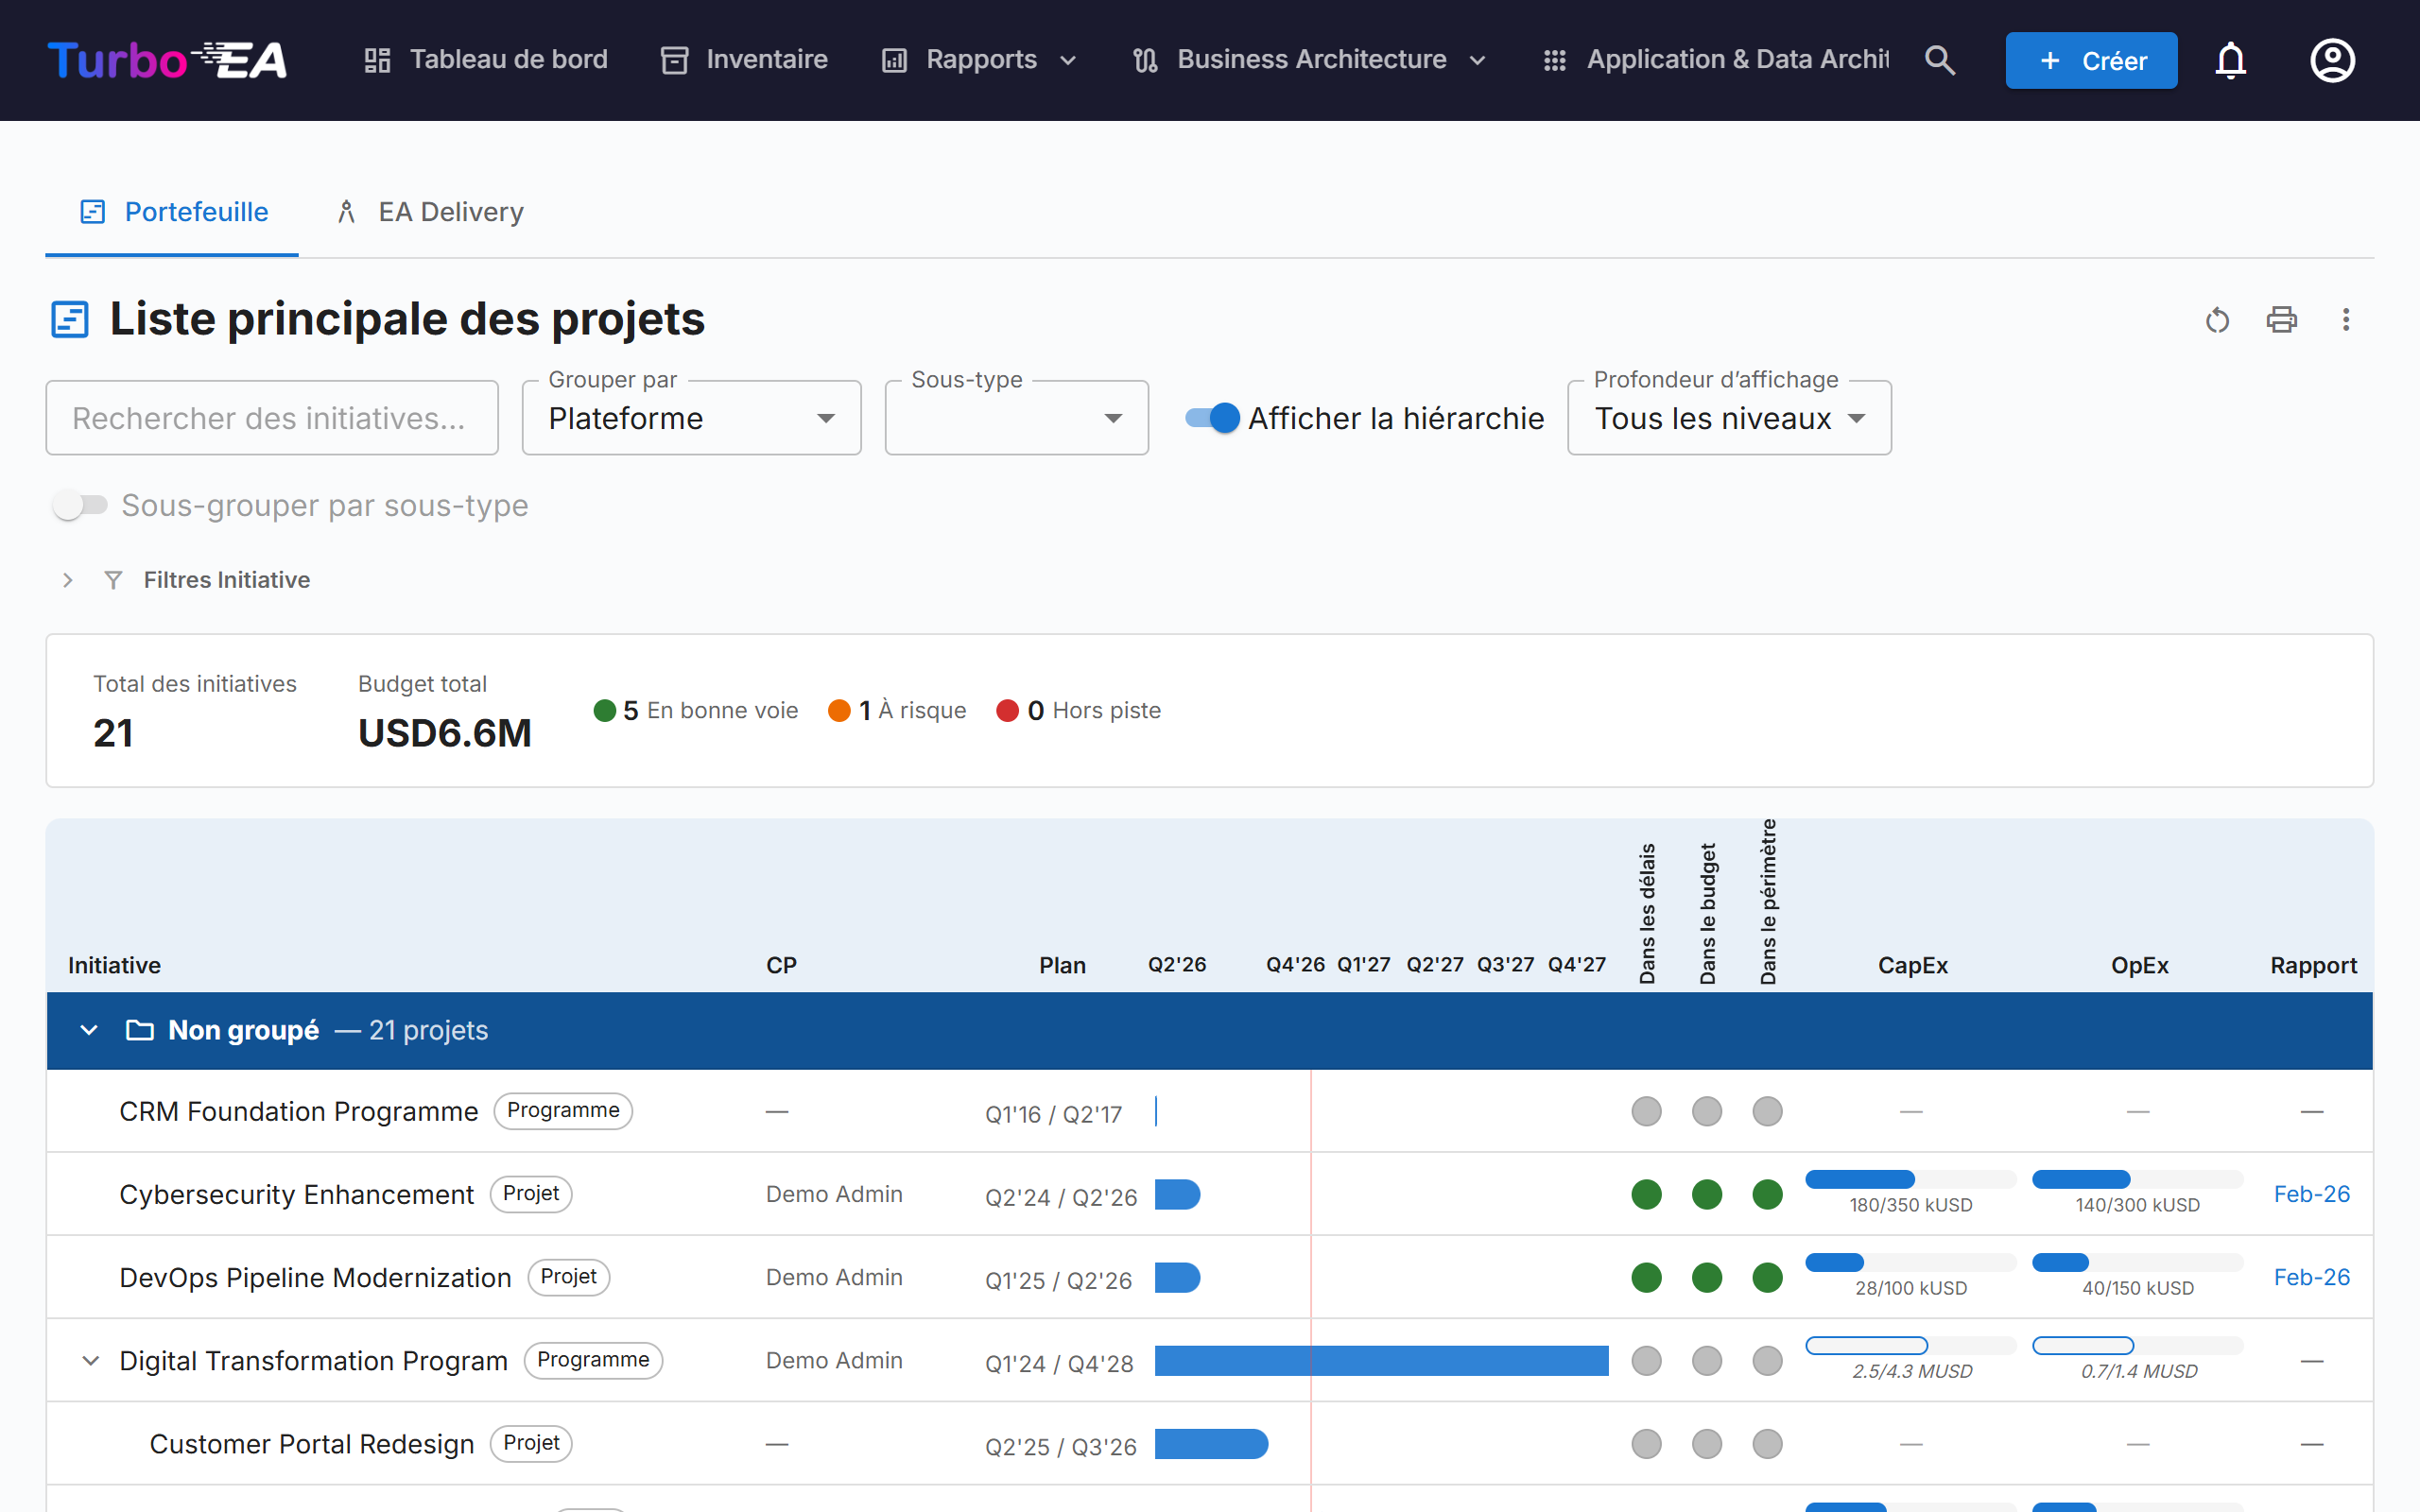 Turbo EA
Tableau de bord
Inventaire
Rapports
Business Architecture
Application & Data Archit
+ Créer
Portefeuille
EA Delivery
Liste principale des projets
Rechercher des initiatives...
Grouper par
Plateforme
Sous-type
Afficher la hiérarchie
Profondeur d’affichage
Tous les niveaux
Sous-grouper par sous-type
Filtres Initiative
Total des initiatives
21
Budget total
USD6.6M
5 En bonne voie
1 À risque
0 Hors piste
Initiative
CP
Plan
Q2'26
Q4'26
Q1'27
Q2'27
Q3'27
Q4'27
Dans les délais
Dans le budget
Dans le périmètre
CapEx
OpEx
Rapport
Non groupé — 21 projets
CRM Foundation Programme
Programme
—
Q1'16 / Q2'17
—
—
—
Cybersecurity Enhancement
Projet
Demo Admin
Q2'24 / Q2'26
180/350 kUSD
140/300 kUSD
Feb-26
DevOps Pipeline Modernization
Projet
Demo Admin
Q1'25 / Q2'26
28/100 kUSD
40/150 kUSD
Feb-26
Digital Transformation Program
Programme
Demo Admin
Q1'24 / Q4'28
2.5/4.3 MUSD
0.7/1.4 MUSD
—
Customer Portal Redesign
Projet
—
Q2'25 / Q3'26
—
—
—